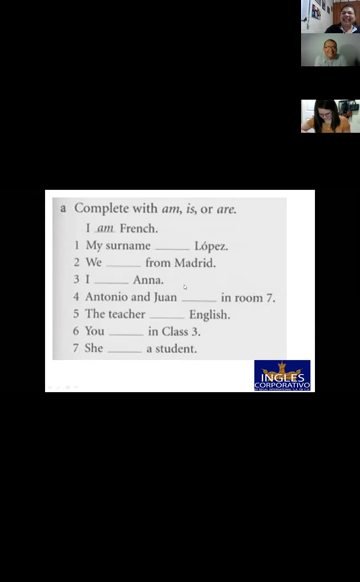 a Complete with am, is, or are.
I am French.
1 My surname ______ López.
2 We ______ from Madrid.
3 I ______ Anna.
4 Antonio and Juan ______ in room 7.
5 The teacher ______ English.
6 You ______ in Class 3.
7 She ______ a student.
INGLES
CORPORATIVO